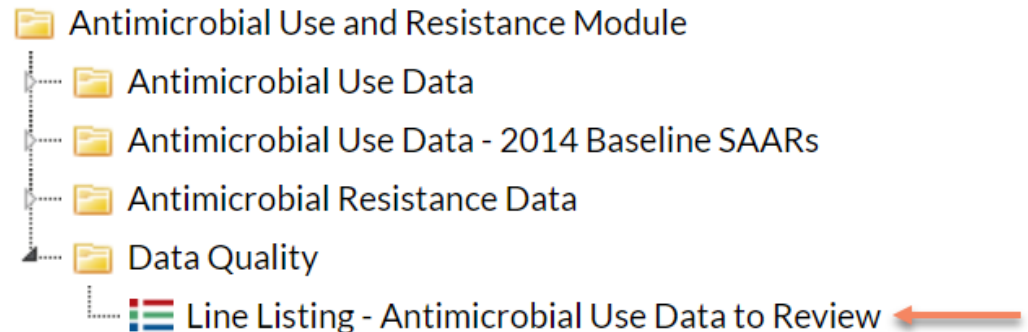 Antimicrobial Use and Resistance Module
Antimicrobial Use Data
Antimicrobial Use Data - 2014 Baseline SAARs
Antimicrobial Resistance Data
Data Quality
Line Listing - Antimicrobial Use Data to Review